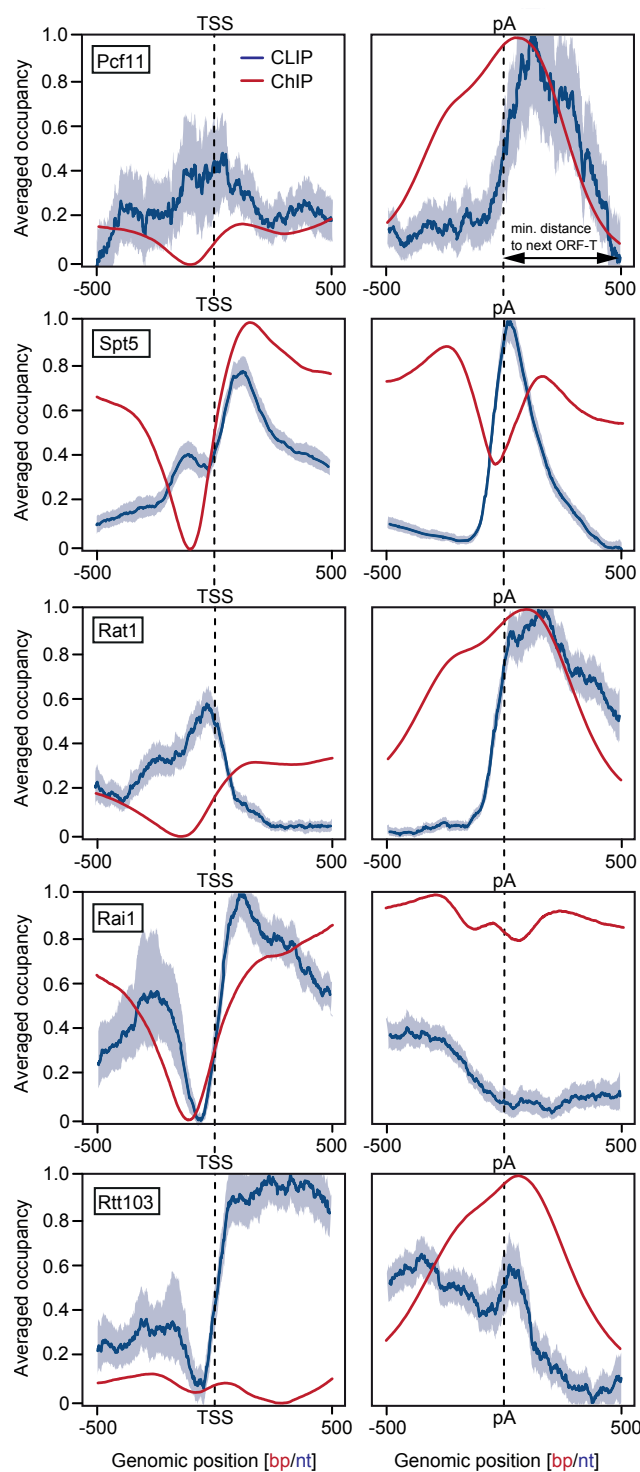 TSS
pA
1.0
Pcf11
CLIP
ChIP
0.8
0.6
0.4
0.2
0
Averaged occupancy
min. distance
to next ORF-T
-500
500
-500
500
TSS
pA
1.0
Spt5
0.8
0.6
0.4
0.2
0
Averaged occupancy
-500
500
-500
500
TSS
pA
1.0
Rat1
0.8
0.6
0.4
0.2
0
Averaged occupancy
-500
500
-500
500
TSS
pA
1.0
Rai1
0.8
0.6
0.4
0.2
0
Averaged occupancy
-500
500
-500
500
TSS
pA
1.0
Rtt103
0.8
0.6
0.4
0.2
0
Averaged occupancy
TSS
pA
-500
500
-500
500
Genomic position [bp/nt]
Genomic position [bp/nt]